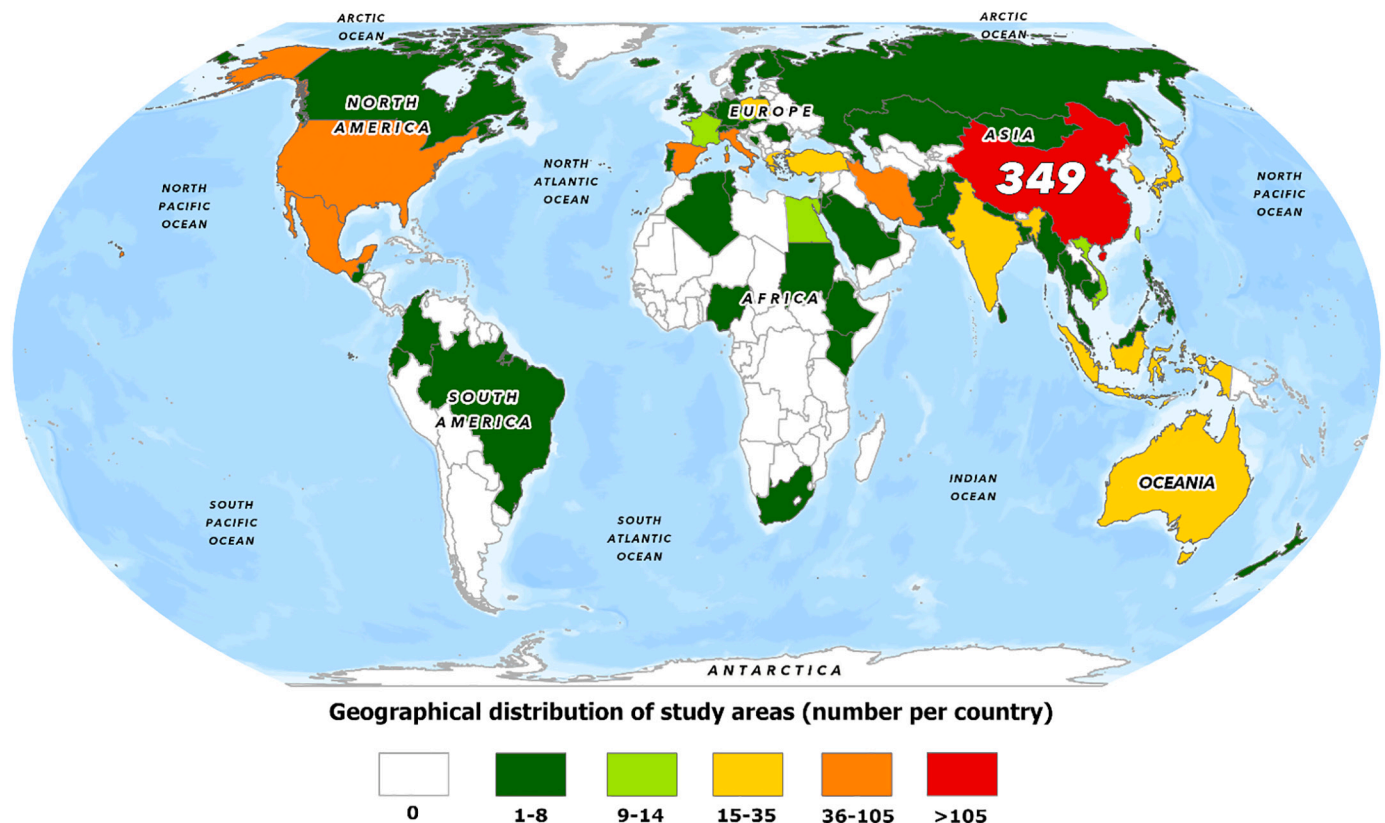 ARCTIC
OCEAN
ARCTIC
OCEAN
NORTH
AMERICA
EUROPE
ASIA
349
NORTH
ATLANTIC
OCEAN
NORTH
PACIFIC
OCEAN
NORTH
PACIFIC
OCEAN
AFRICA
SOUTH
AMERICA
OCEANIA
INDIAN
OCEAN
SOUTH
PACIFIC
OCEAN
SOUTH
ATLANTIC
OCEAN
ANTARCTICA
Geographical distribution of study areas (number per country)
0 1-8 9-14 15-35 36-105 >105